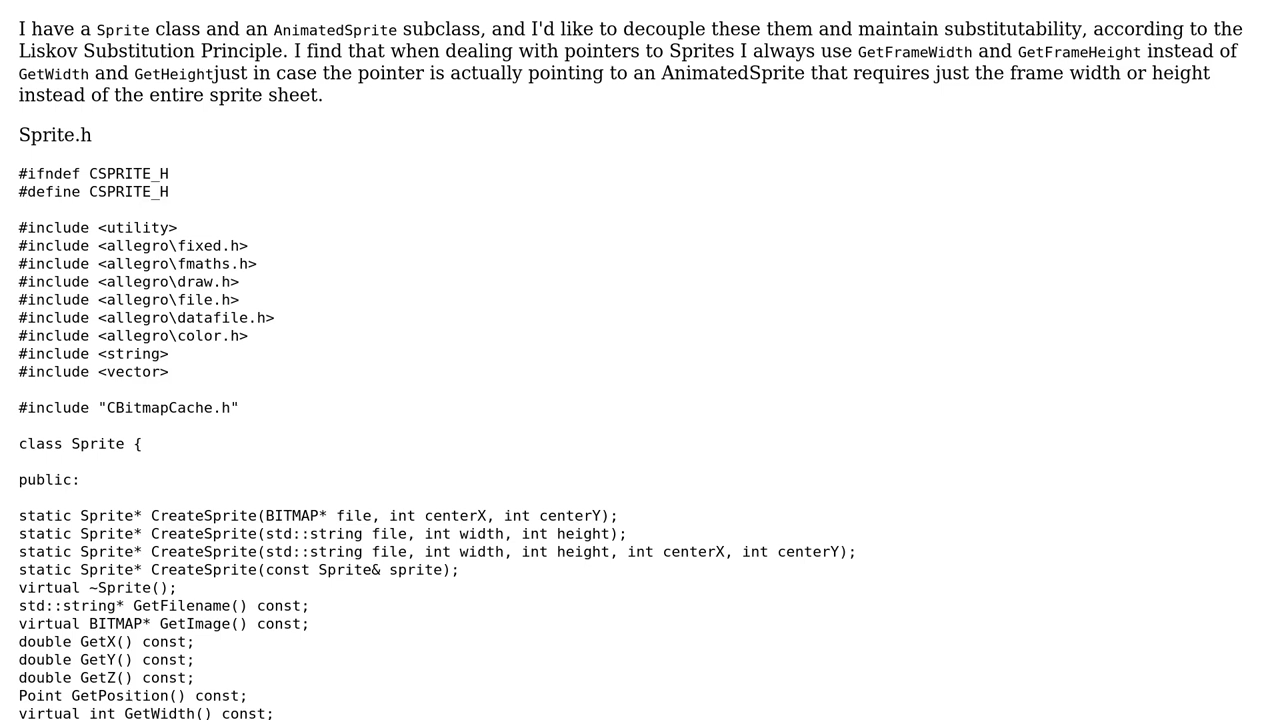 I have a Sprite class and an AnimatedSprite subclass, and I'd like to decouple these them and maintain substitutability, according to the
Liskov Substitution Principle. I find that when dealing with pointers to Sprites I always use GetFrameWidth and GetFrameHeight instead of
GetWidth and GetHeightjust in case the pointer is actually pointing to an AnimatedSprite that requires just the frame width or height
instead of the entire sprite sheet.
Sprite.h
#ifndef CSPRITE_H
#define CSPRITE_H
#include <utility>
#include <allegro\fixed.h>
#include <allegro\fmaths.h>
#include <allegro\draw.h>
#include <allegro\file.h>
#include <allegro\datafile.h>
#include <allegro\color.h>
#include <string>
#include <vector>
#include "CBitmapCache.h"
class Sprite {
public:
static Sprite* CreateSprite(BITMAP* file, int centerX, int centerY);
static Sprite* CreateSprite(std::string file, int width, int height);
static Sprite* CreateSprite(std::string file, int width, int height, int centerX, int centerY);
static Sprite* CreateSprite(const Sprite& sprite);
virtual ~Sprite();
std::string* GetFilename() const;
virtual BITMAP* GetImage() const;
double GetX() const;
double GetY() const;
double GetZ() const;
Point GetPosition() const;
virtual int GetWidth() const;